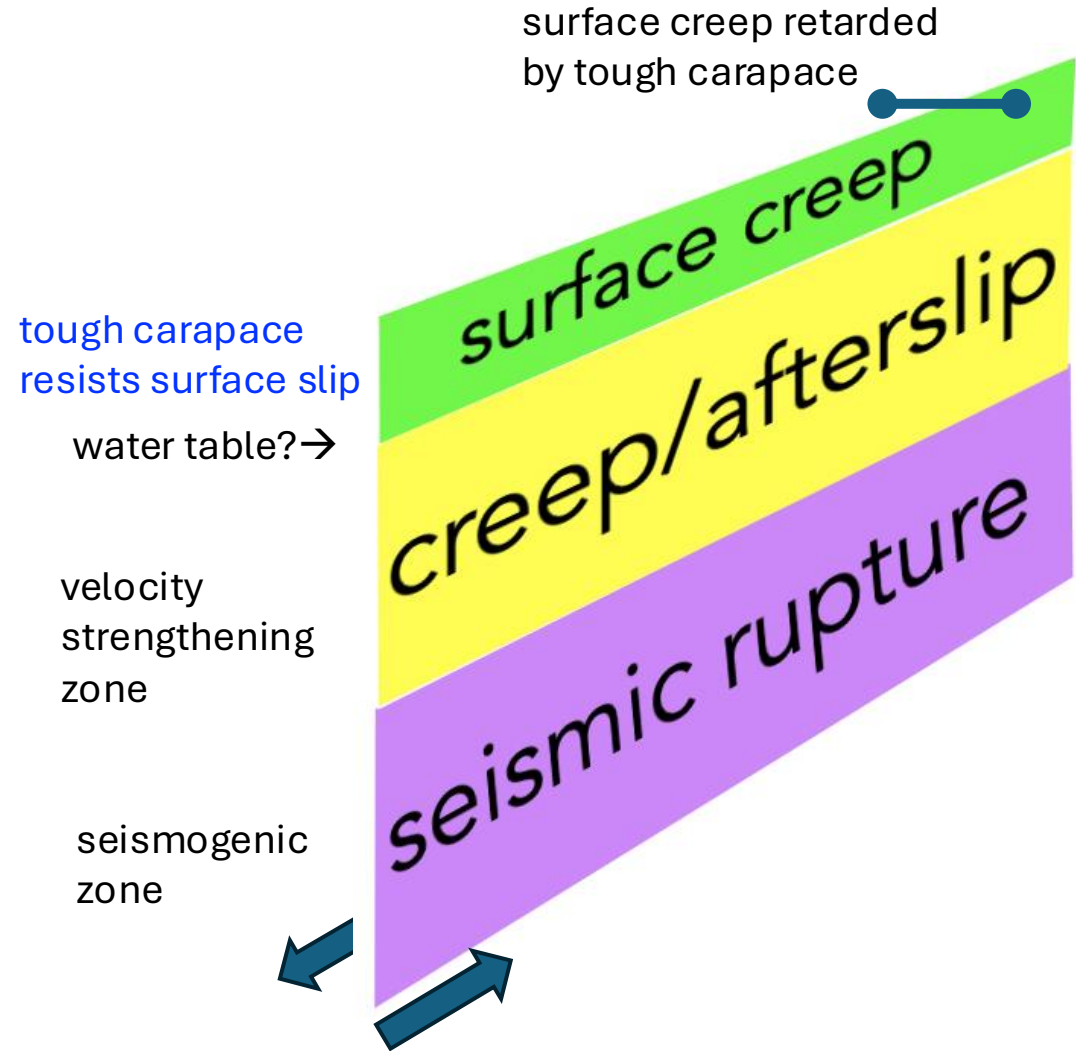 surface creep retarded
by tough carapace
surface creep
tough carapace
resists surface slip
water table?→
creep/afterslip
velocity
strengthening
zone
seismic rupture
seismogenic
zone